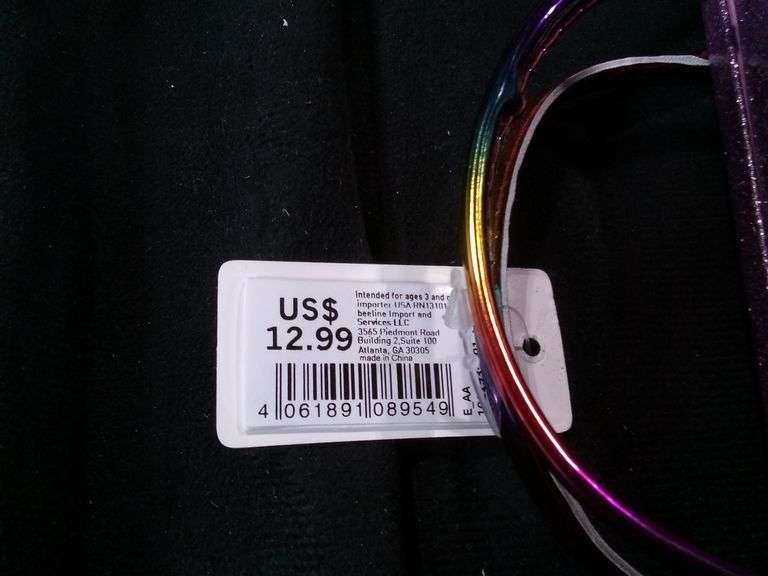 US$
12.99
Intended for ages 3 and
importer USA RN13101
beeline Import and
Services LLC
3565 Piedmont Road
Building 2,Suite 100
Atlanta, GA 30305
made in China
4 061891 089549
E_AA